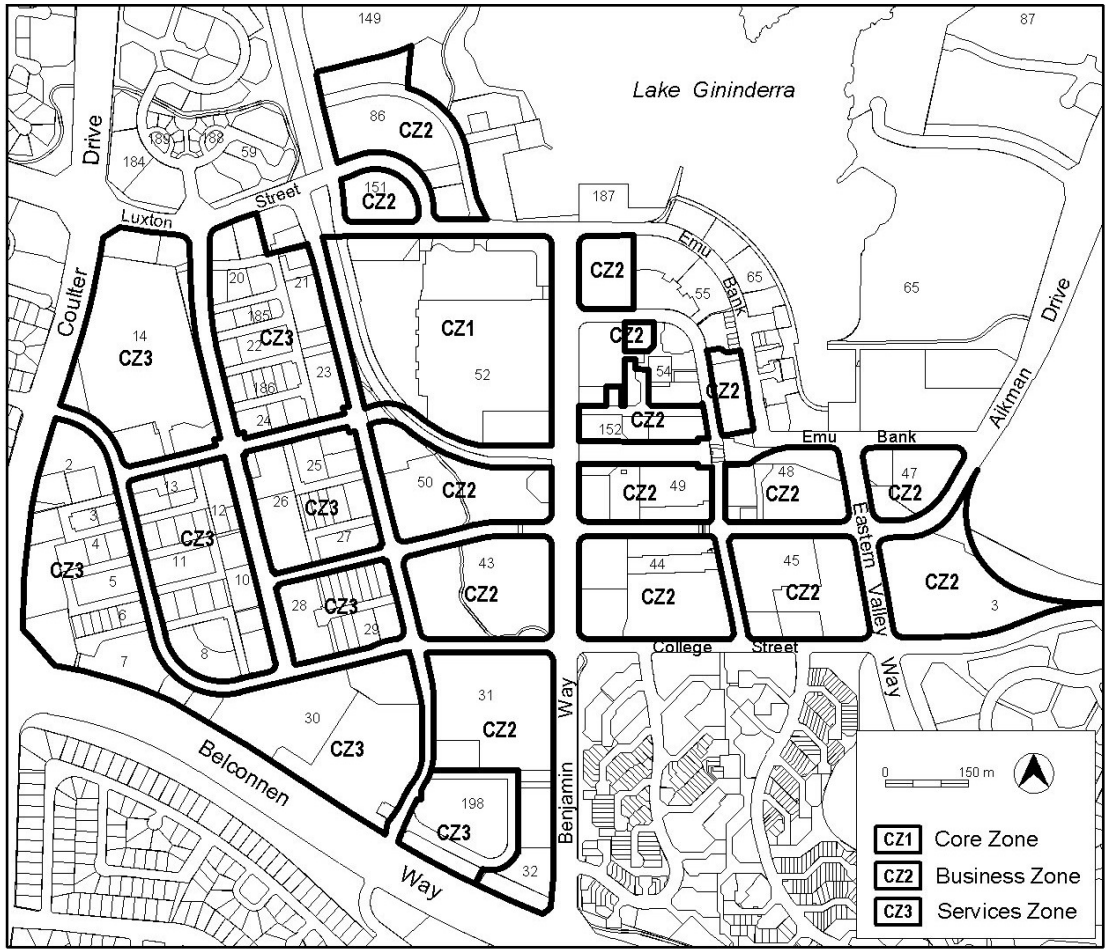 149
87
Lake Gininderra
86
CZ2
Drive
189
188
184
59
151
CZ2
187
Street
Luxton
Emu
Bank
65
65
55
CZ2
20
21
185
22
CZ3
23
186
24
CZ1
52
CZ2
54
CZ2
CZ2
152
Coulter
14
CZ3
Drive
Aikman
Emu Bank
2
3
4
5
6
7
CZ3
13
12
CZ3
11
10
8
25
26
CZ3
27
28
CZ3
29
50
CZ2
43
CZ2
CZ2
49
48
CZ2
47
CZ2
Eastern Valley
Way
44
CZ2
45
CZ2
CZ2
3
College Street
30
CZ3
31
CZ2
198
CZ3
32
Benjamin Way
Belconnen
Way
0 150 m
CZ1 Core Zone
CZ2 Business Zone
CZ3 Services Zone